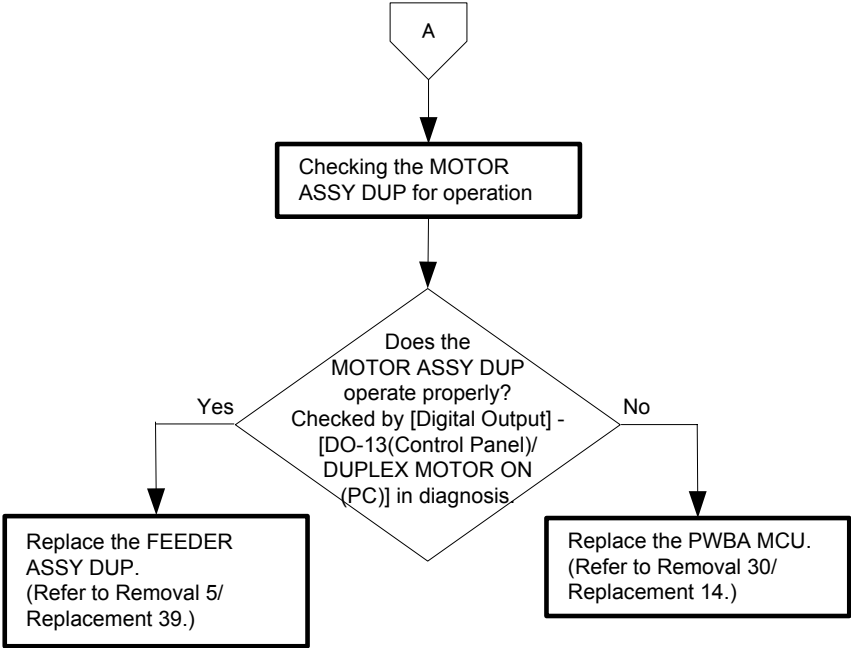 A
Checking the MOTOR
ASSY DUP for operation
Does the
MOTOR ASSY DUP
operate properly?
Checked by [Digital Output] -
[DO-13(Control Panel)/
DUPLEX MOTOR ON
(PC)] in diagnosis.
Yes
No
Replace the FEEDER
ASSY DUP.
(Refer to Removal 5/
Replacement 39.)
Replace the PWBA MCU.
(Refer to Removal 30/
Replacement 14.)